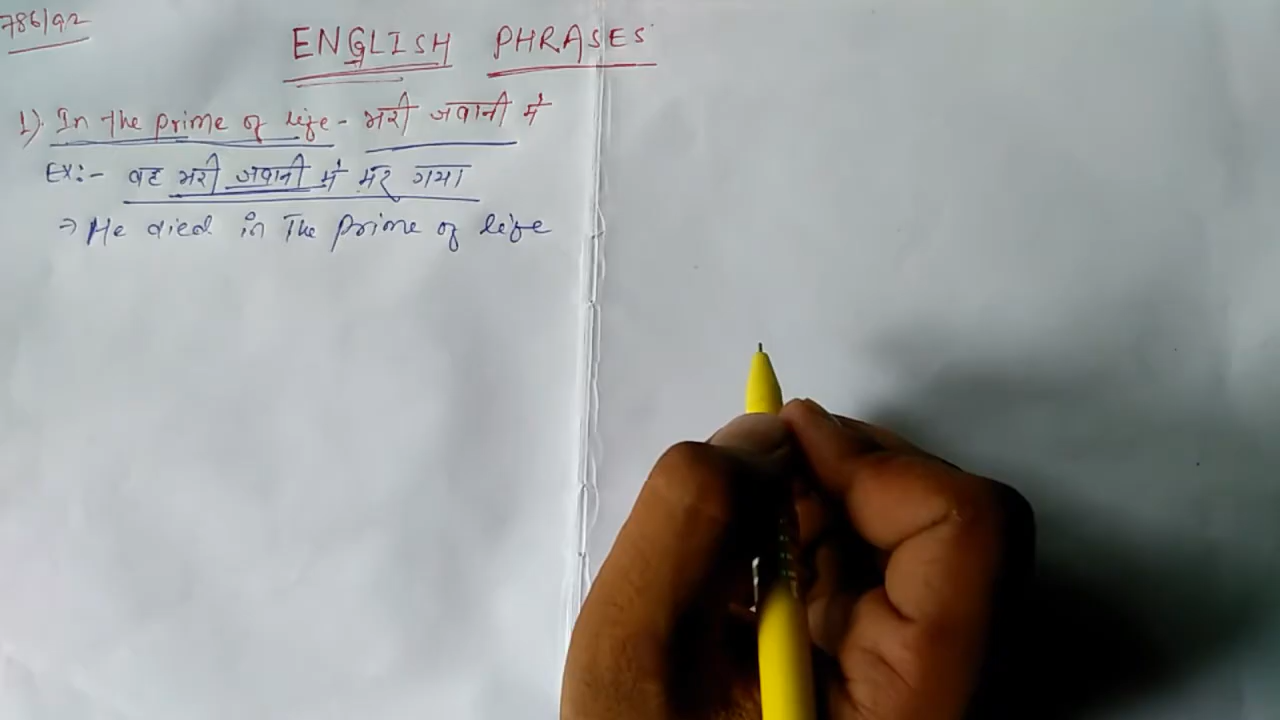 786/92
ENGLISH PHRASES
1). In the prime of life - भरी जवानी में
Ex:- वह भरी जवानी में मर गया
→ He died in The prime of life